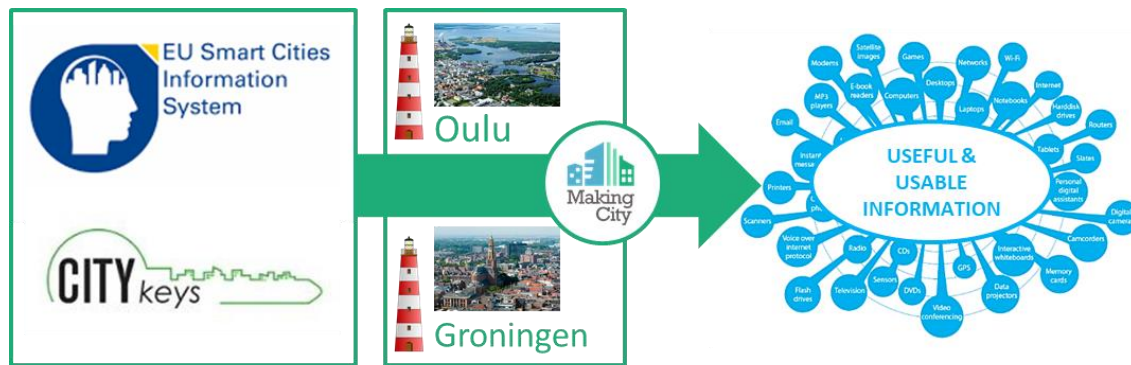 EU Smart Cities
Information
System
CITY
keys
Oulu
Making
City
Groningen
USEFUL &
USABLE
INFORMATION
Modems
Satellite
images
Games
Networks
Wi-Fi
MP3
players
E-book
readers
Computers
Desktops
Laptops
Notebooks
Internet
Harddisk
drives
Email
Routers
Instant
Tablets
Slates
Printers
Personal
digital
assistants
Scanners
Digital
Voice over
internet
protocol
Radio
CDs
GPS
Interactive
whiteboards
Camcorders
Flash
drives
Television
Sensors
DVDs
Video
conferencing
Data
projectors
Memory
cards